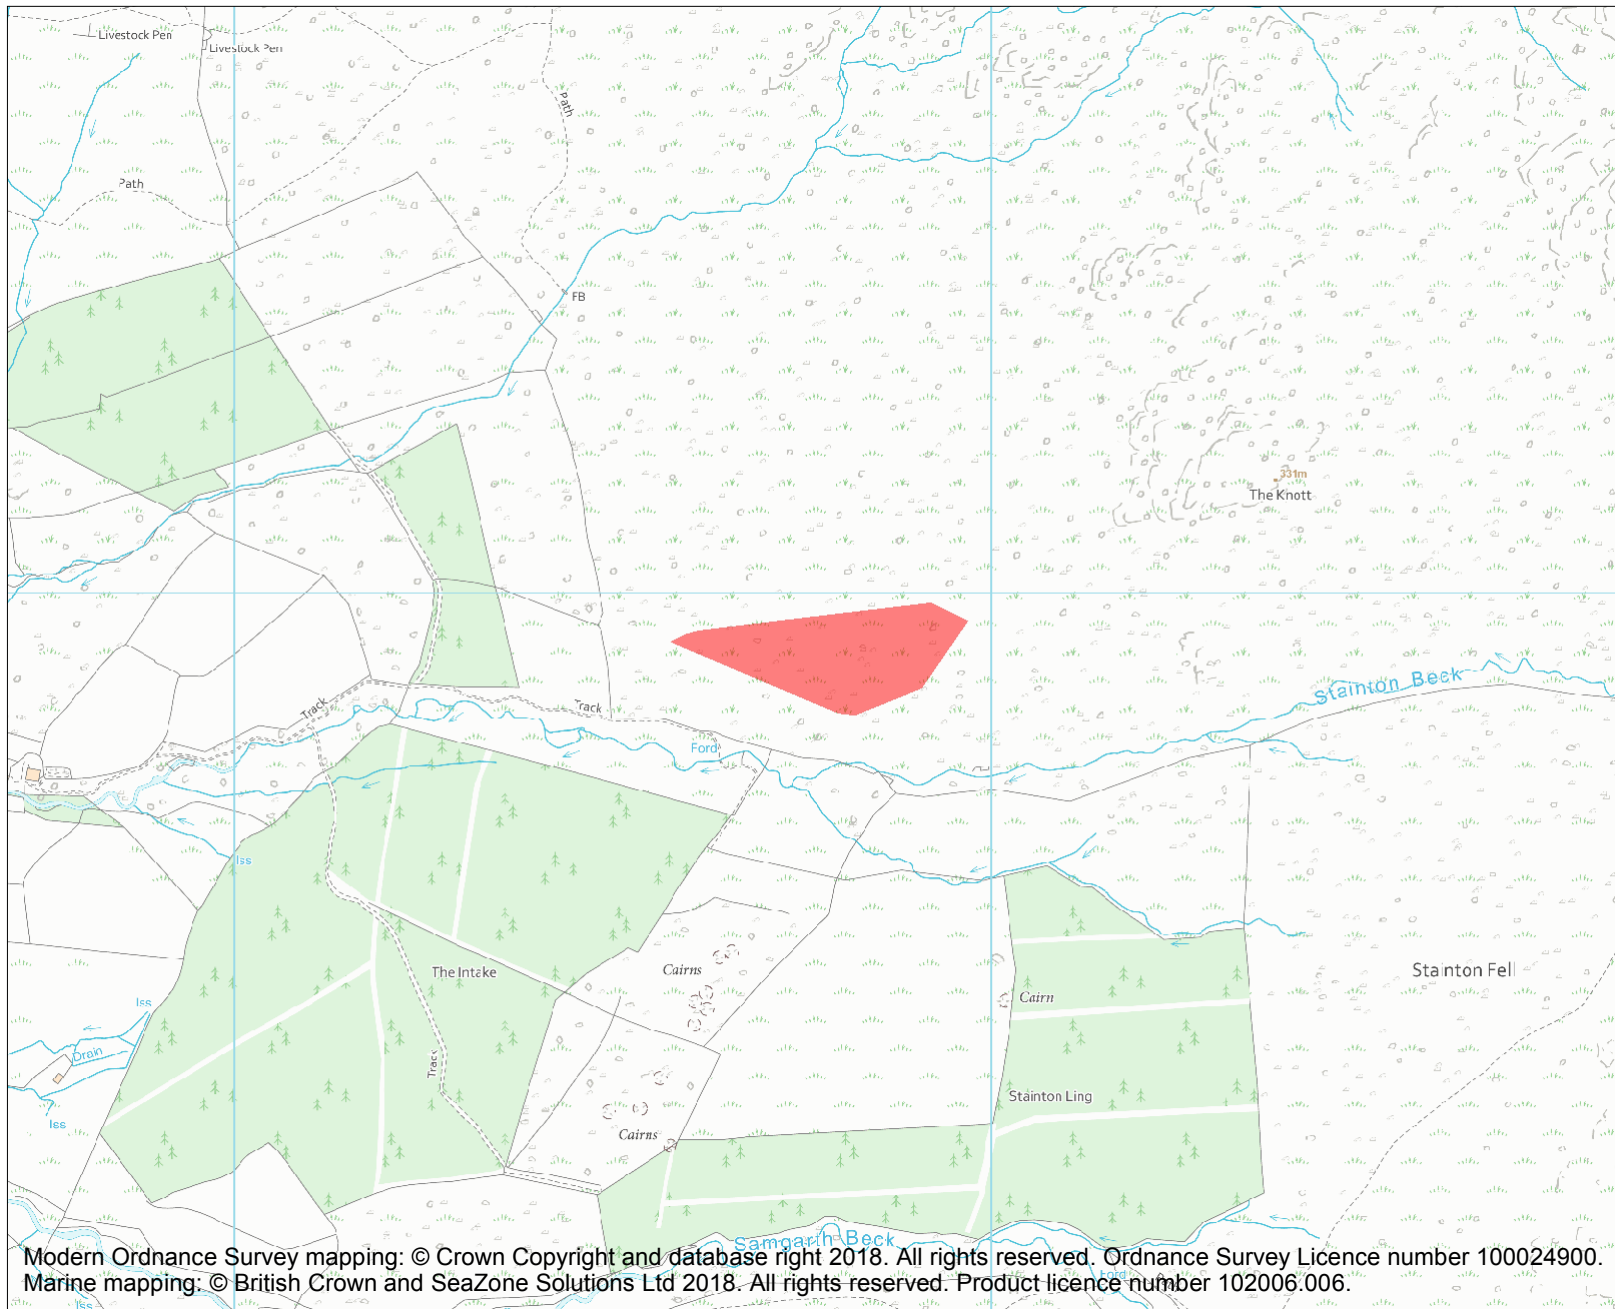 Livestock Pen
Livestock Pen
Path
Path
FB
331m
The Knott
Stainton Beck
Track
Track
Ford
Iss
The Intake
Cairns
Cairn
Stainton Fell
Iss
Drain
Track
Stainton Ling
Iss
Cairns
Samgarth Beck
Modern Ordnance Survey mapping: © Crown Copyright and database right 2018. All rights reserved. Ordnance Survey Licence number 100024900.
Marine mapping: © British Crown and SeaZone Solutions Ltd 2018. All rights reserved. Product licence number 102006.006.
Ford
Iss